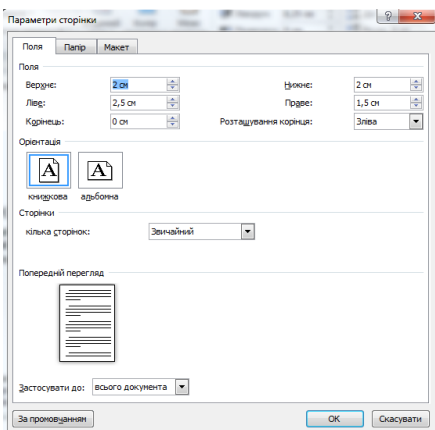 Параметри сторінки
Поля Папір Макет
Поля
Верхнє: 2 см Нижнє: 2 см
Ліве: 2,5 см Праве: 1,5 см
Корінець: 0 см Розташування корінця: Зліва
Орієнтація
A A
книжкова альбонна
Сторінки
кілька сторінок: Звичайний
Попередній перегляд
Застосувати до: всього документа
За промовчанням ОК Скасувати